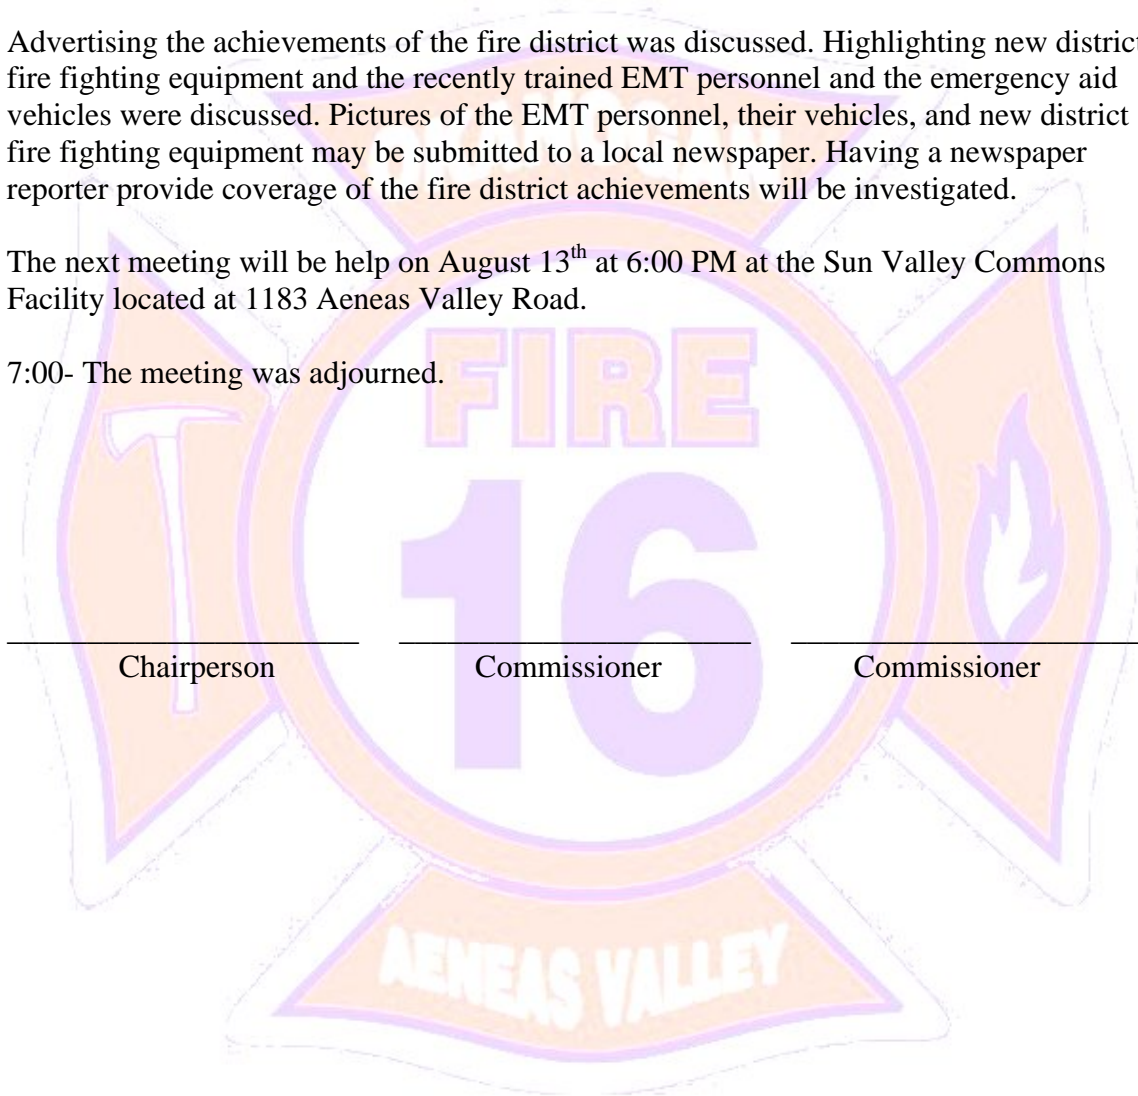 Advertising the achievements of the fire district was discussed. Highlighting new district
fire fighting equipment and the recently trained EMT personnel and the emergency aid
vehicles were discussed. Pictures of the EMT personnel, their vehicles, and new district
fire fighting equipment may be submitted to a local newspaper. Having a newspaper
reporter provide coverage of the fire district achievements will be investigated.
OKANOGAN
The next meeting will be help on August 13th at 6:00 PM at the Sun Valley Commons
Facility located at 1183 Aeneas Valley Road.
7:00- The meeting was adjourned.
FIRE
16
Chairperson Commissioner Commissioner
AENEAS VALLEY